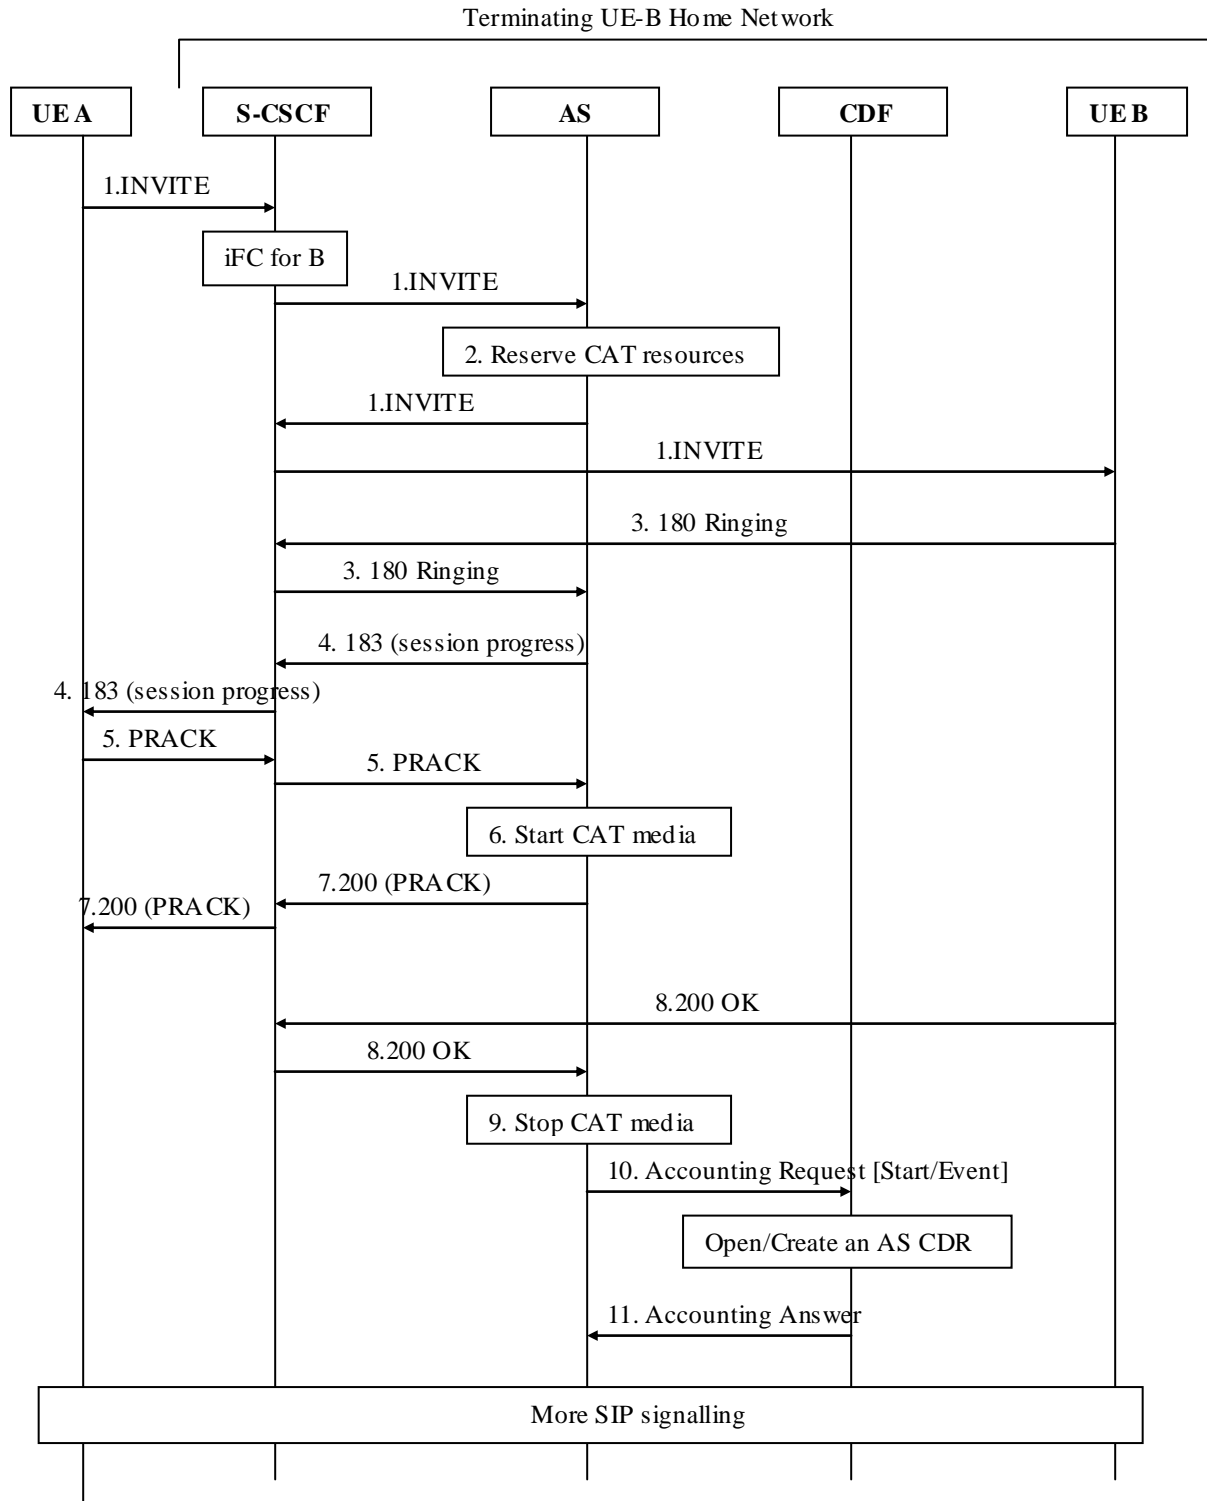 Terminating UE-B Home Network
UE A
S-CSCF
AS
CDF
UE B
1.INVITE
iFC for B
1.INVITE
2. Reserve CAT resources
1.INVITE
1.INVITE
3. 180 Ringing
3. 180 Ringing
4. 183 (session progress)
4. 183 (session progress)
5. PRACK
5. PRACK
6. Start CAT media
7.200 (PRACK)
7.200 (PRACK)
8.200 OK
8.200 OK
9. Stop CAT media
10. Accounting Request [Start/Event]
Open/Create an AS CDR
11. Accounting Answer
More SIP signalling